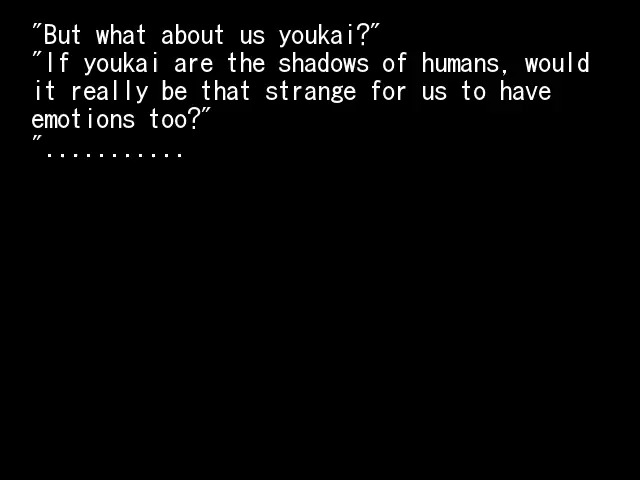 "But what about us youkai?"
"If youkai are the shadows of humans, would
it really be that strange for us to have
emotions too?"
"...........